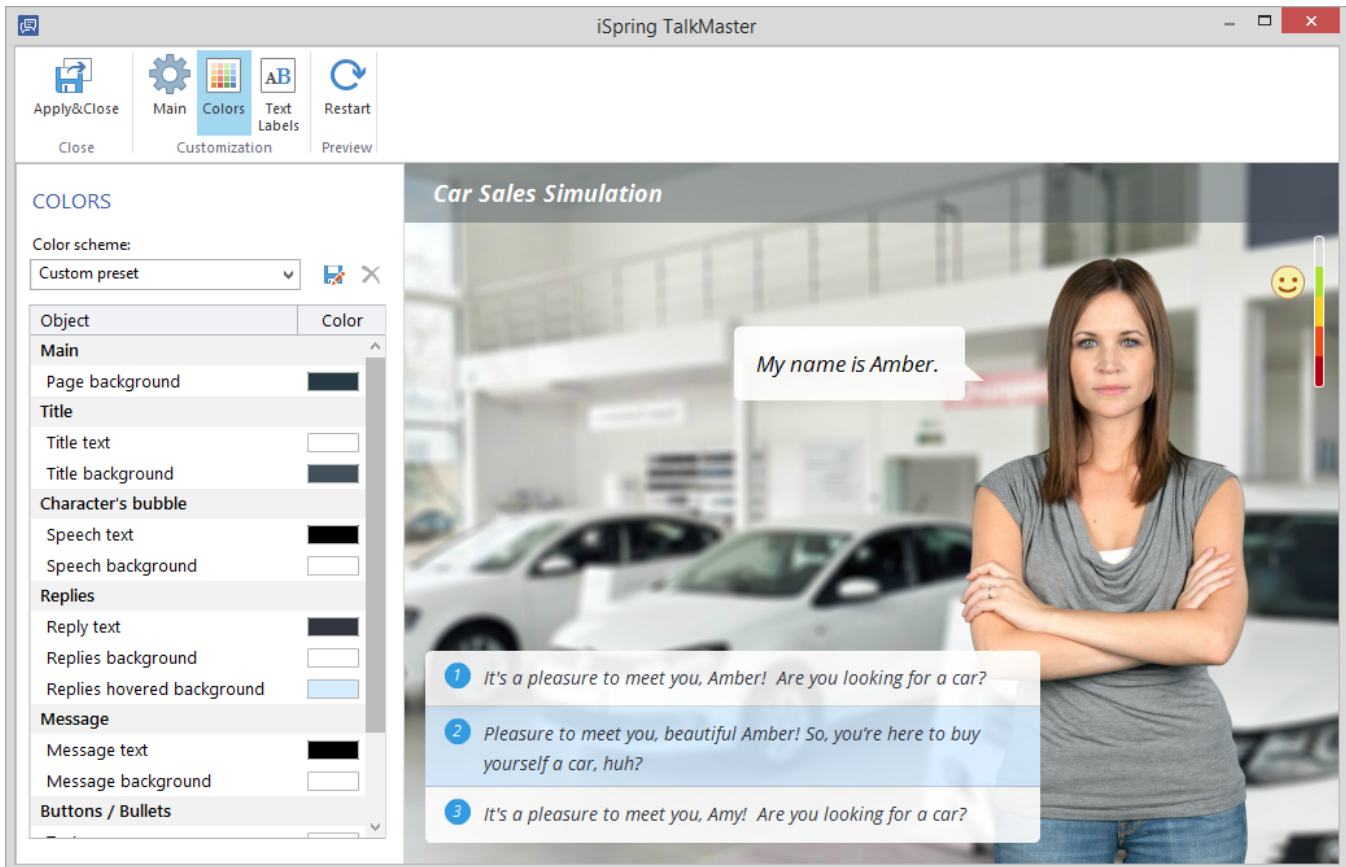 iSpring TalkMaster
Apply&Close
Main
Colors
AB
Text
Labels
Restart
Close
Customization
Preview
COLORS
Color scheme:
Custom preset
Object Color
Main
Page background
Title
Title text
Title background
Character's bubble
Speech text
Speech background
Replies
Reply text
Replies background
Replies hovered background
Message
Message text
Message background
Buttons / Bullets
Car Sales Simulation
My name is Amber.
1 It's a pleasure to meet you, Amber! Are you looking for a car?
2 Pleasure to meet you, beautiful Amber! So, you're here to buy
yourself a car, huh?
3 It's a pleasure to meet you, Amy! Are you looking for a car?